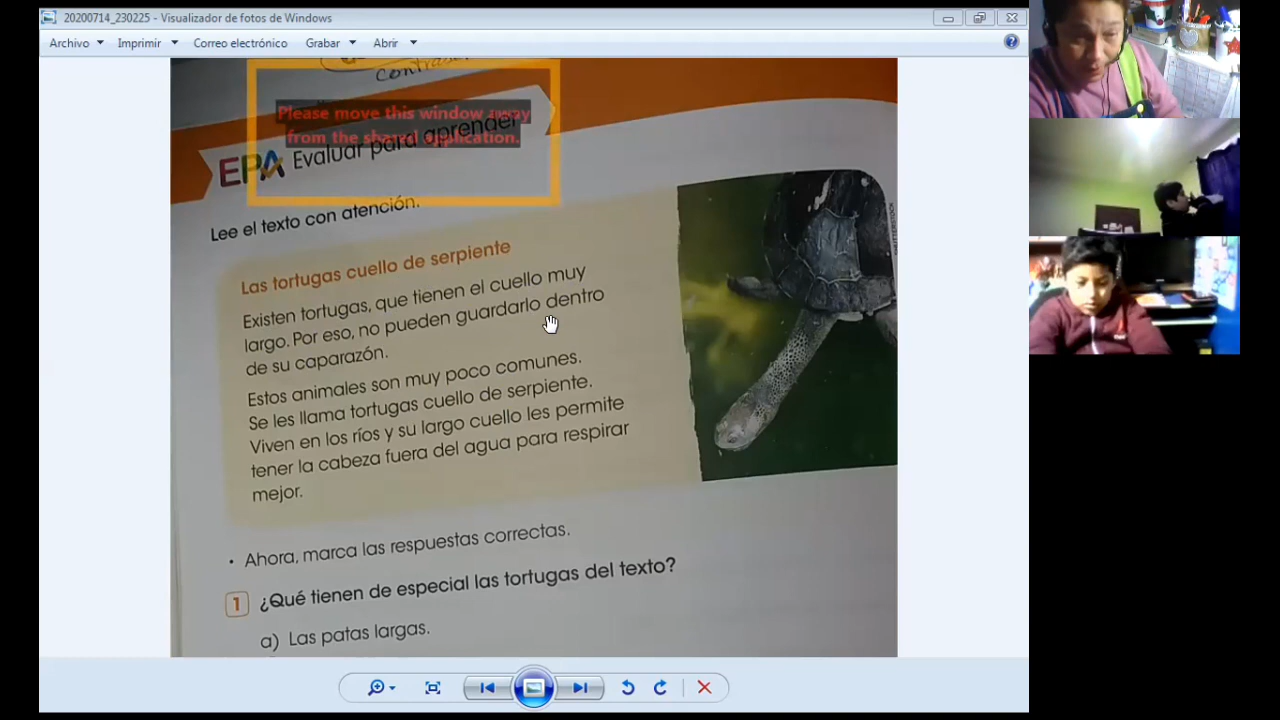 20200714_230225 - Visualizador de fotos de Windows
Archivo Imprimir Correo electrónico Grabar Abrir
Please move this window away
from the shared application.
EPA Evaluar para aprender
Lee el texto con atención.
Las tortugas cuello de serpiente
Existen tortugas, que tienen el cuello muy
largo. Por eso, no pueden guardarlo dentro
de su caparazón.
Estos animales son muy poco comunes.
Se les llama tortugas cuello de serpiente.
Viven en los ríos y su largo cuello les permite
tener la cabeza fuera del agua para respirar
mejor.
SHUTTERSTOCK
• Ahora, marca las respuestas correctas.
1 ¿Qué tienen de especial las tortugas del texto?
a) Las patas largas.